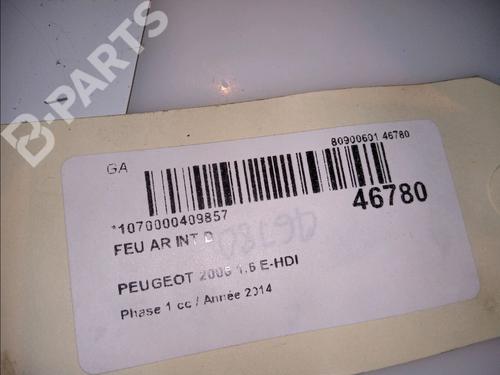 B-PARTS
GA
80900601 46780
*1070000409857
46780
FEU AR INT D
46780
PEUGEOT 2008 1.6 E-HDI
Phase 1 cc / Année 2014